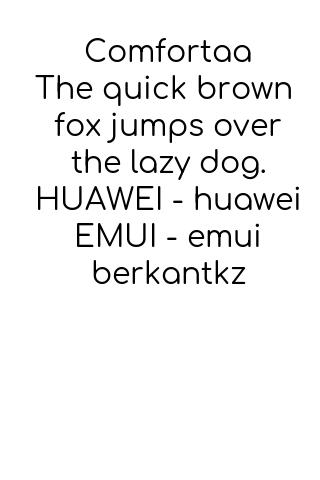 Comfortaa
The quick brown
fox jumps over
the lazy dog.
HUAWEI - huawei
EMUI - emui
berkantkz